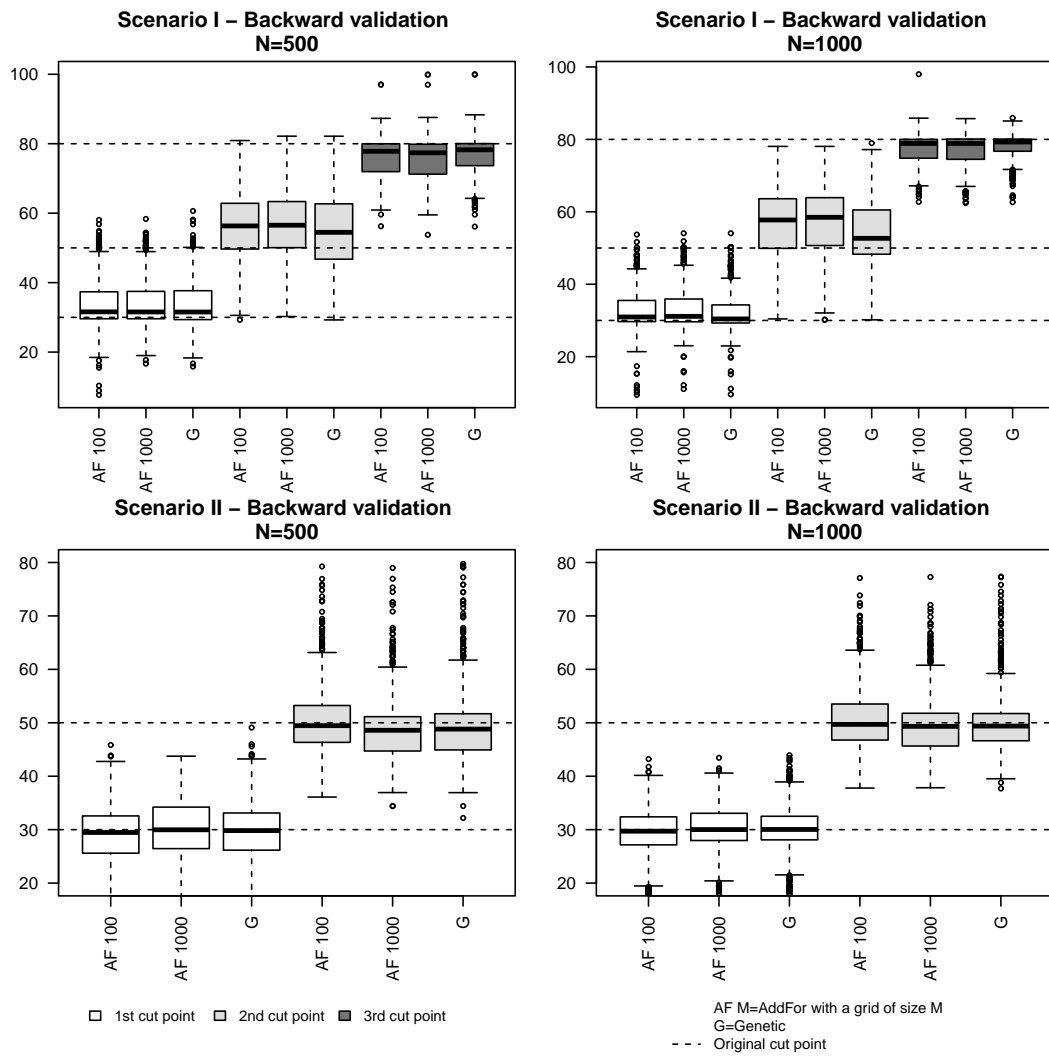 Scenario I − Backward validation
N=500
100
80
60
40
20
AF 100
AF 1000
G
AF 100
AF 1000
G
AF 100
AF 1000
G
Scenario I − Backward validation
N=1000
100
80
60
40
20
AF 100
AF 1000
G
AF 100
AF 1000
G
AF 100
AF 1000
G
Scenario II − Backward validation
N=500
80
70
60
50
40
30
20
AF 100
AF 1000
G
AF 100
AF 1000
G
Scenario II − Backward validation
N=1000
80
70
60
50
40
30
20
AF 100
AF 1000
G
AF 100
AF 1000
G
1st cut point 2nd cut point 3rd cut point
AF M=AddFor with a grid of size M
G=Genetic
Original cut point